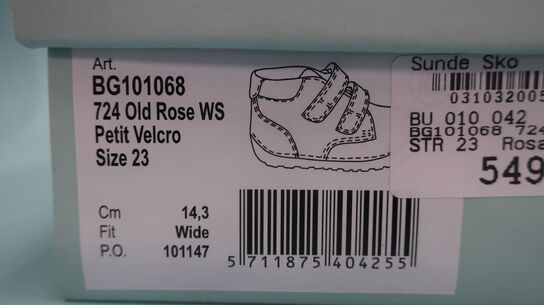 Art.
BG101068
724 Old Rose WS
Petit Velcro
Size 23
Cm 14,3
Fit Wide
P.O. 101147
5 711875 404255
Sunde Sko
031032005
BU 010 042
BG101068 724
STR 23 Rosa
549